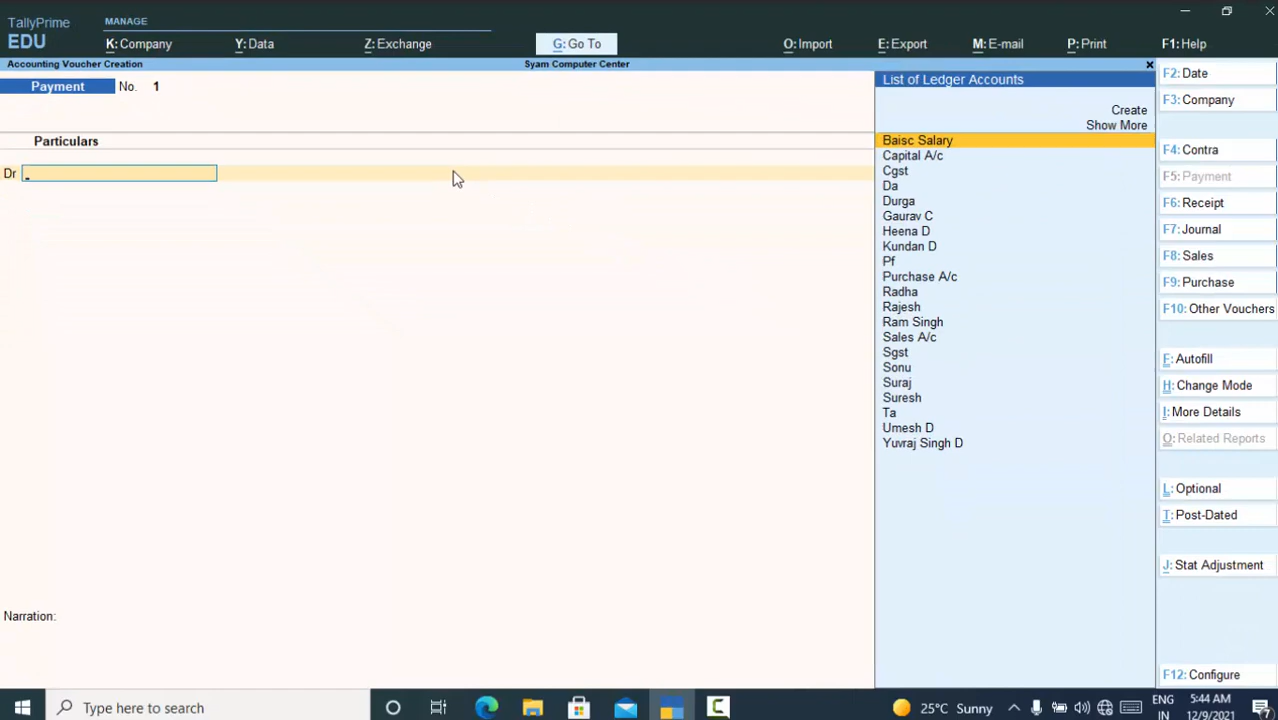 TallyPrime
EDU
MANAGE
K: Company
Y: Data
Z: Exchange
G: Go To
O: Import
E: Export
M: E-mail
P: Print
F1: Help
Accounting Voucher Creation
Syam Computer Center
×
Payment No. 1
Particulars
Dr
Narration:
List of Ledger Accounts
Create
Show More
Baisc Salary
Capital A/c
Cgst
Da
Durga
Gaurav C
Heena D
Kundan D
Pf
Purchase A/c
Radha
Rajesh
Ram Singh
Sales A/c
Sgst
Sonu
Suraj
Suresh
Ta
Umesh D
Yuvraj Singh D
F2: Date
F3: Company
F4: Contra
F5: Payment
F6: Receipt
F7: Journal
F8: Sales
F9: Purchase
F10: Other Vouchers
F: Autofill
H: Change Mode
I: More Details
O: Related Reports
L: Optional
T: Post-Dated
J: Stat Adjustment
F12: Configure
Type here to search
25°C Sunny
ENG
IN
5:44 AM
12/9/2021
7